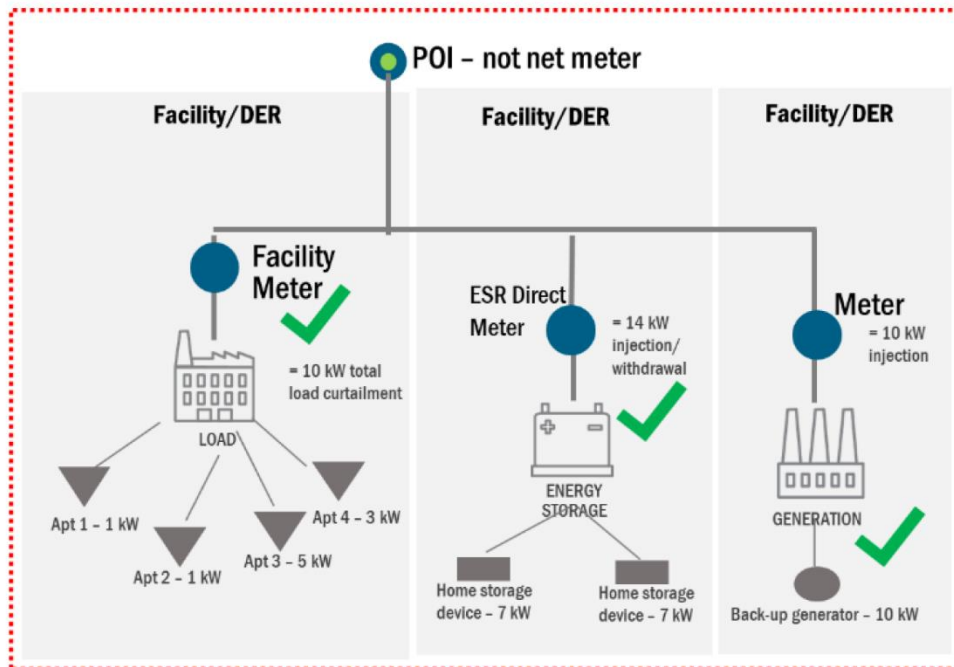 POI – not net meter
Facility/DER
Facility
Meter
= 10 kW total
load curtailment
LOAD
Apt 1 – 1 kW
Apt 2 – 1 kW
Apt 3 – 5 kW
Apt 4 – 3 kW
Facility/DER
ESR Direct
Meter
= 14 kW
injection/
withdrawal
ENERGY
STORAGE
Home storage
device – 7 kW
Home storage
device – 7 kW
Facility/DER
Meter
= 10 kW
injection
GENERATION
Back-up generator – 10 kW